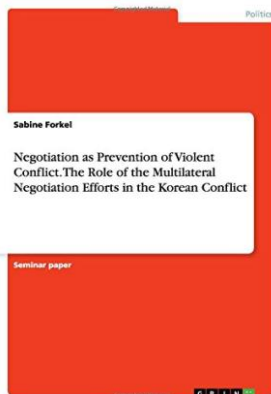 Politics
Sabine Forkel
Negotiation as Prevention of Violent
Conflict. The Role of the Multilateral
Negotiation Efforts in the Korean Conflict
Seminar paper
G R I N